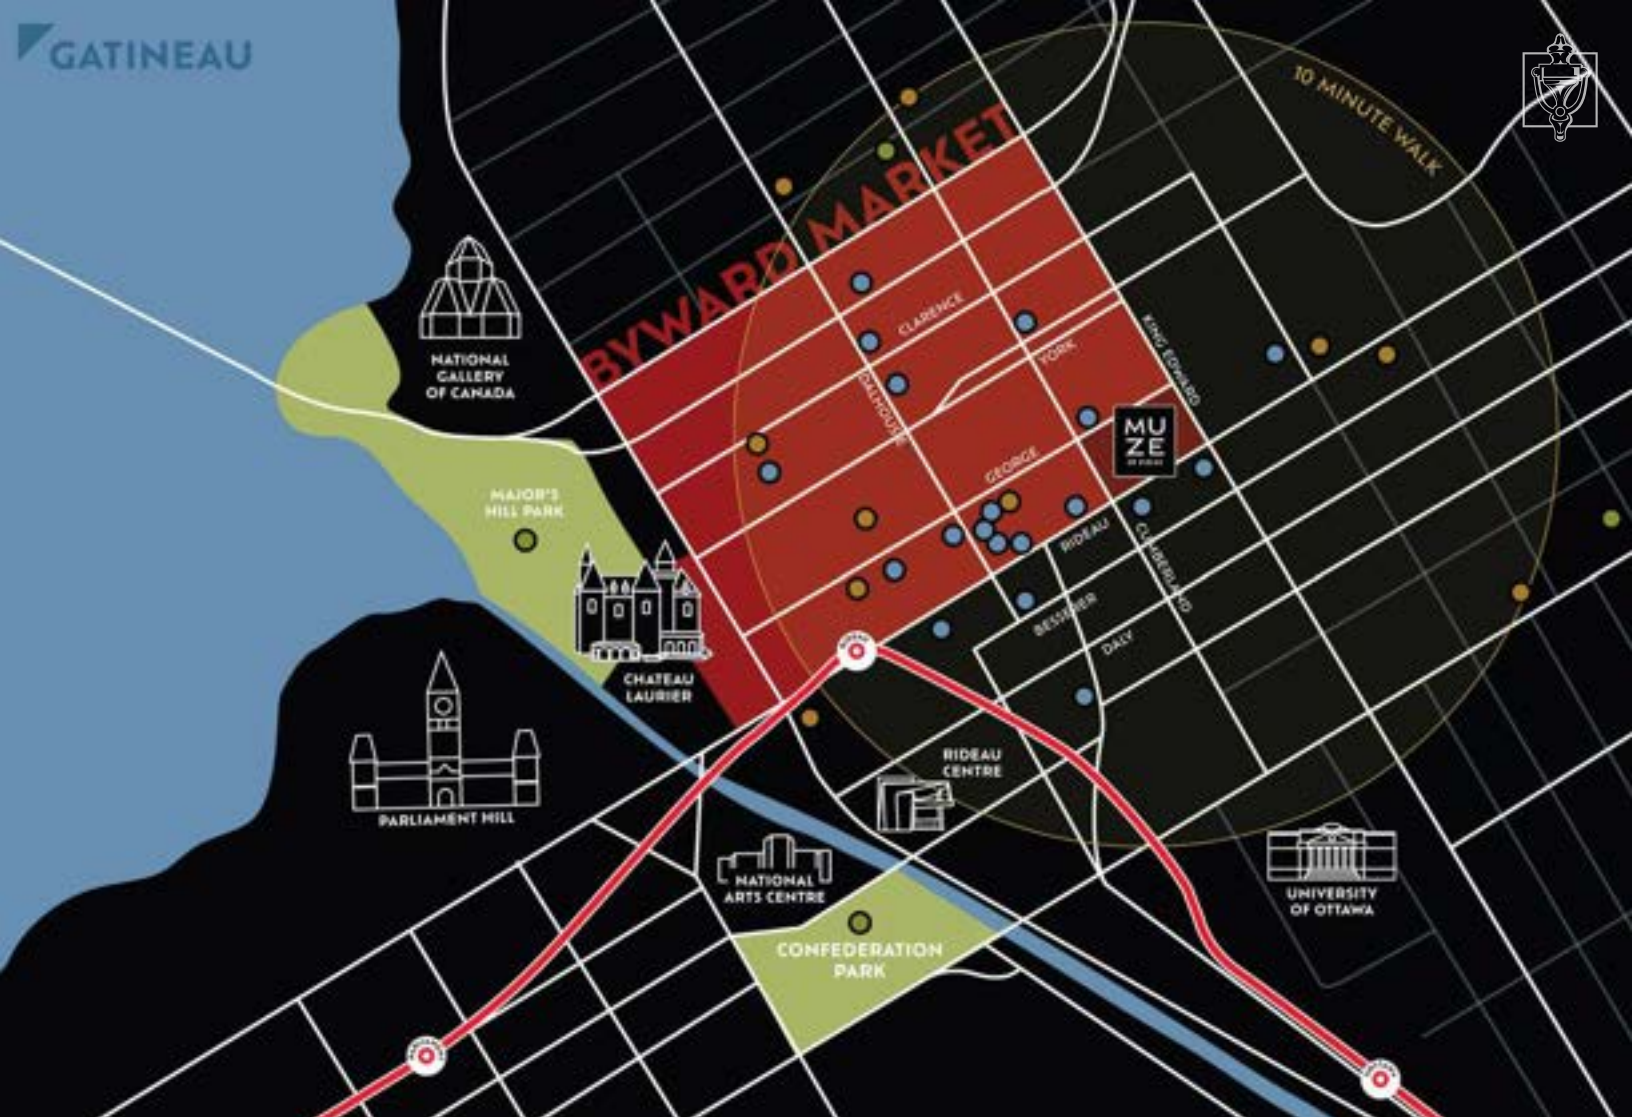 GATINEAU
10 MINUTE WALK
BYWARD MARKET
NATIONAL
GALLERY
OF CANADA
CLARENCE
YORK
KING EDWARD
DALHOUSIE
MU
ZE
GEORGE
MAJOR'S
HILL PARK
RIDEAU
CUMBERLAND
BESSERER
DALY
RIDEAU
CHATEAU
LAURIER
RIDEAU
CENTRE
PARLIAMENT HILL
NATIONAL
ARTS CENTRE
UNIVERSITY
OF OTTAWA
CONFEDERATION
PARK
PARLIAMENT